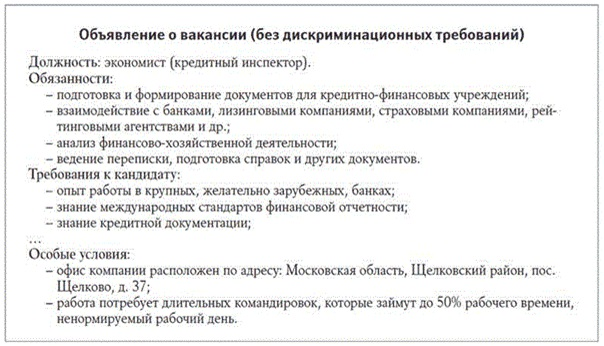 Объявление о вакансии (без дискриминационных требований)
Должность: экономист (кредитный инспектор).
Обязанности:
– подготовка и формирование документов для кредитно-финансовых учреждений;
– взаимодействие с банками, лизинговыми компаниями, страховыми компаниями, рей-
тинговыми агентствами и др.;
– анализ финансово-хозяйственной деятельности;
– ведение переписки, подготовка справок и других документов.
Требования к кандидату:
– опыт работы в крупных, желательно зарубежных, банках;
– знание международных стандартов финансовой отчетности;
– знание кредитной документации;
…
Особые условия:
– офис компании расположен по адресу: Московская область, Щелковский район, пос.
Щелково, д. 37;
– работа потребует длительных командировок, которые займут до 50% рабочего времени,
ненормируемый рабочий день.